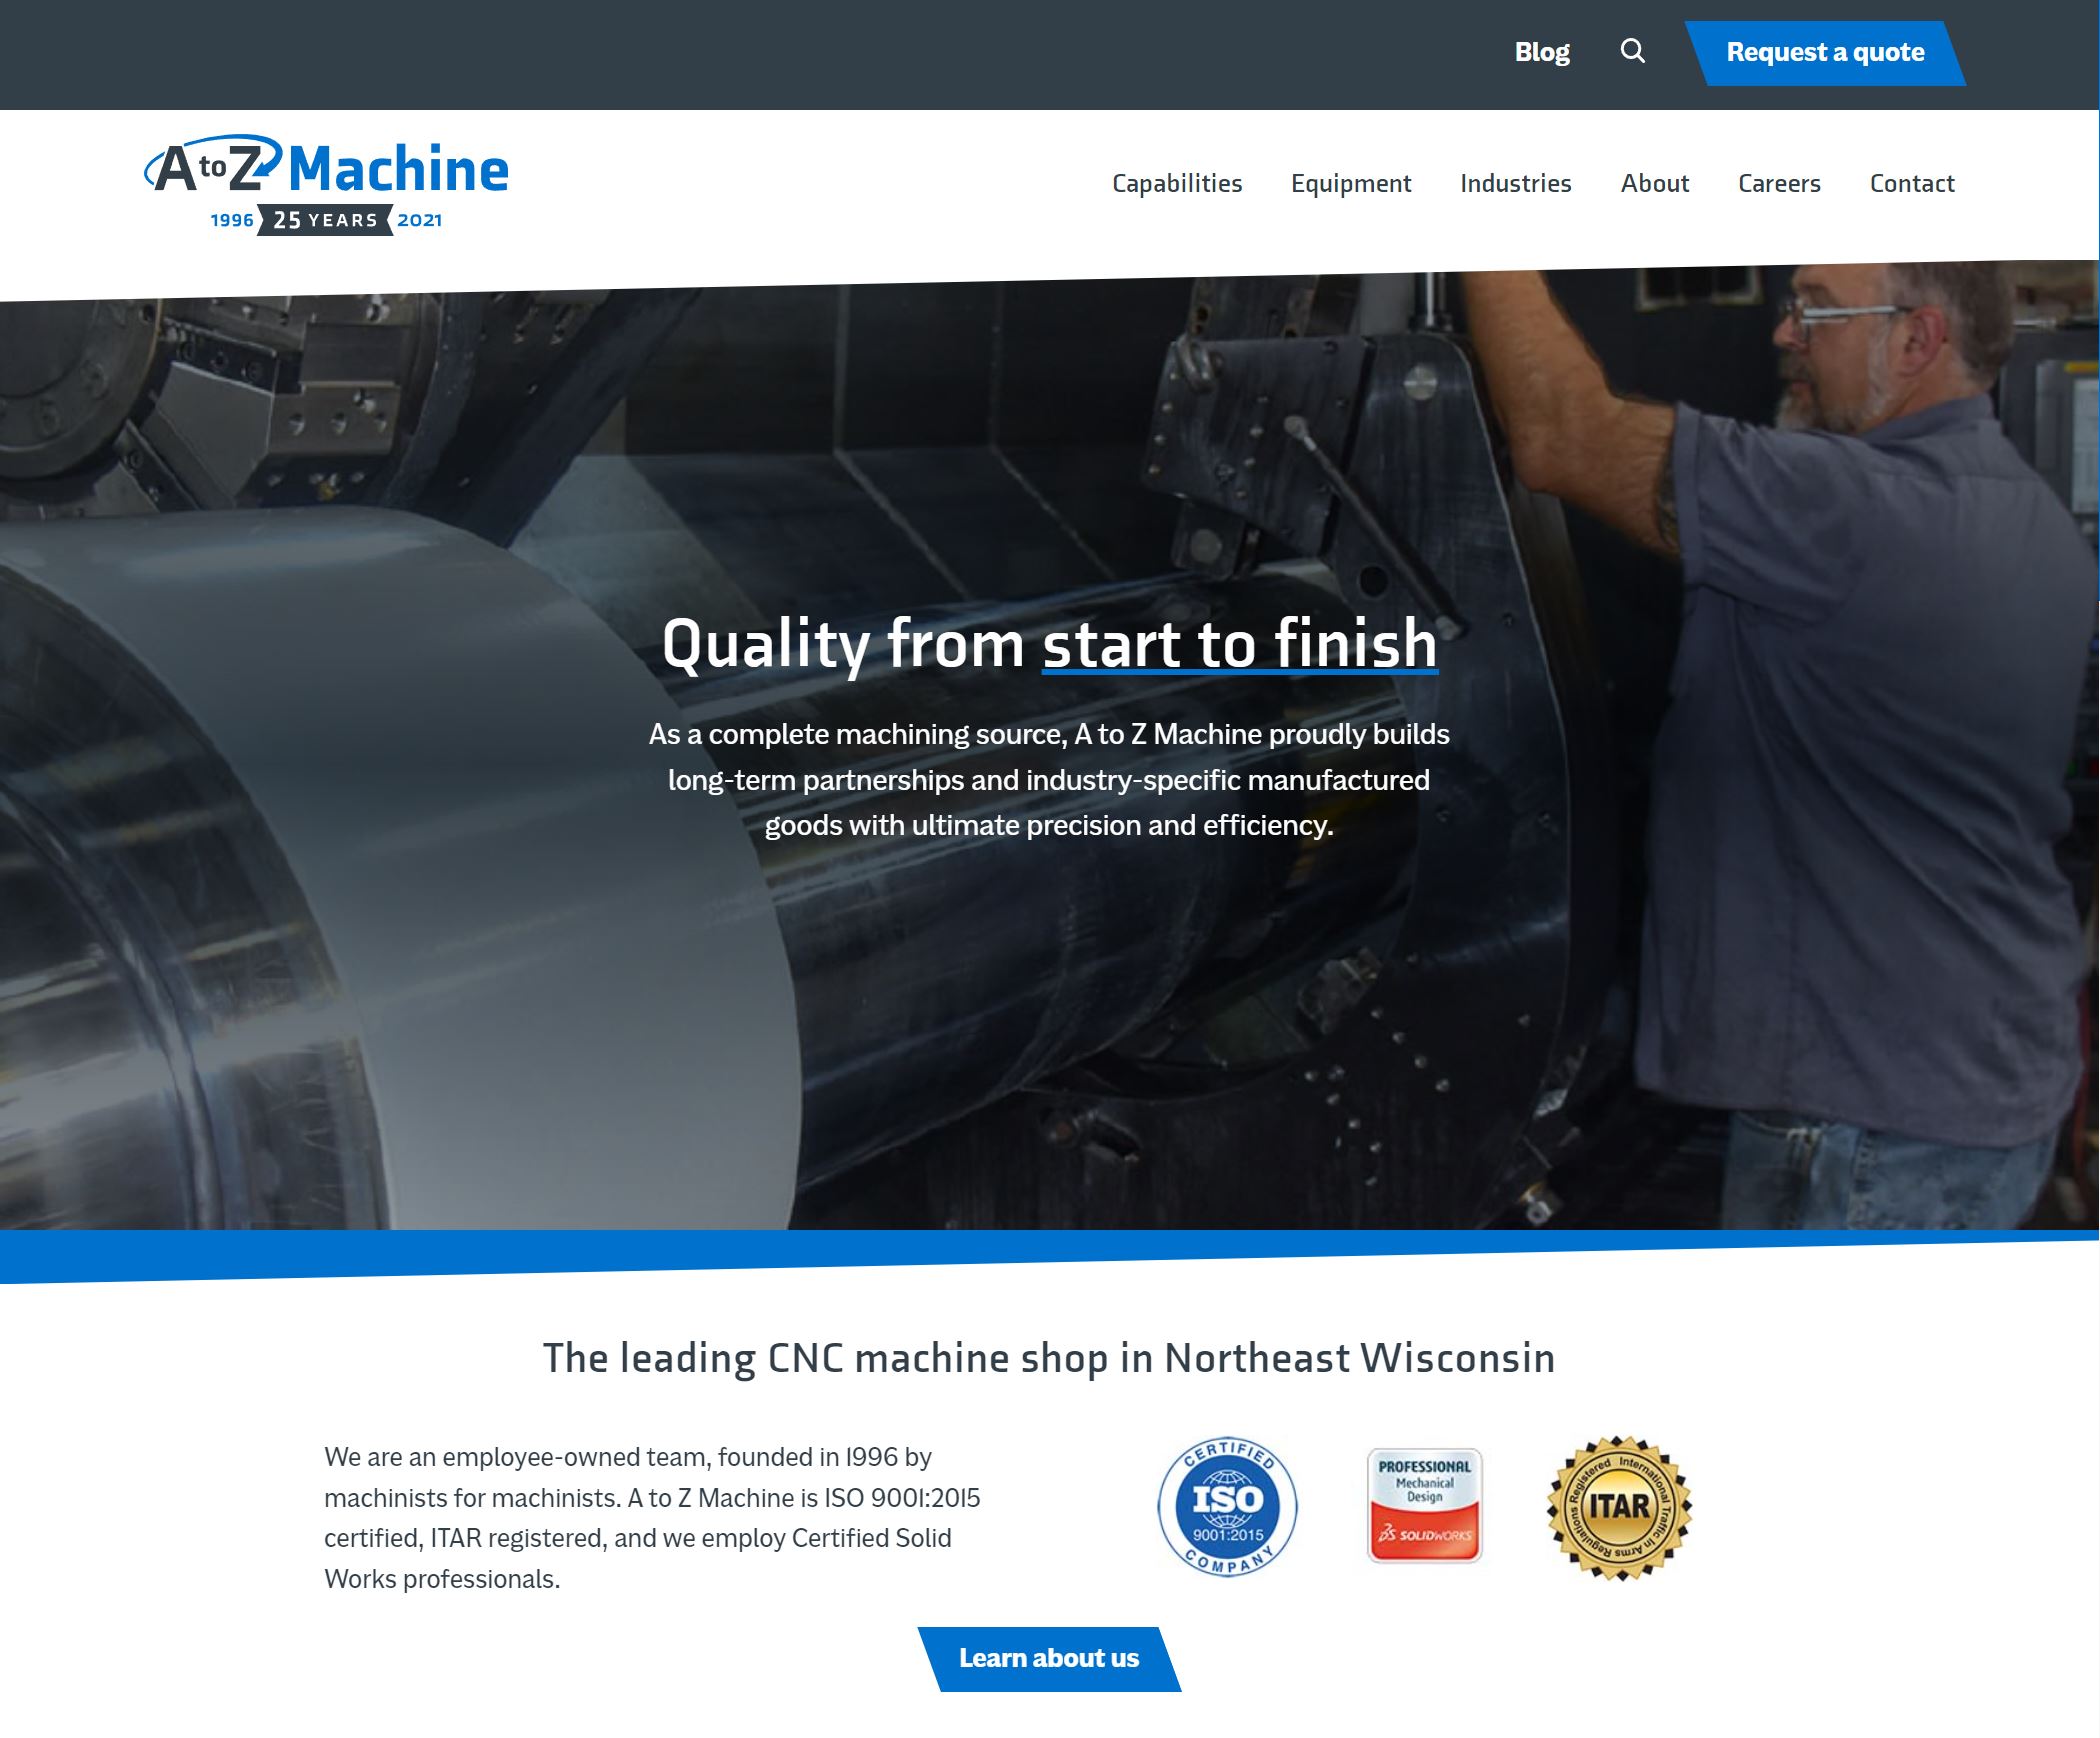 Blog
Request a quote
A to Z Machine
1996 25 YEARS 2021
Capabilities Equipment Industries About Careers Contact
Quality from start to finish
As a complete machining source, A to Z Machine proudly builds
long-term partnerships and industry-specific manufactured
goods with ultimate precision and efficiency.
The leading CNC machine shop in Northeast Wisconsin
We are an employee-owned team, founded in 1996 by
machinists for machinists. A to Z Machine is ISO 9001:2015
certified, ITAR registered, and we employ Certified Solid
Works professionals.
CERTIFIED
ISO
9001:2015
COMPANY
PROFESSIONAL
Mechanical
Design
SOLIDWORKS
Registered International Traffic in Arms Regulations
ITAR
Learn about us